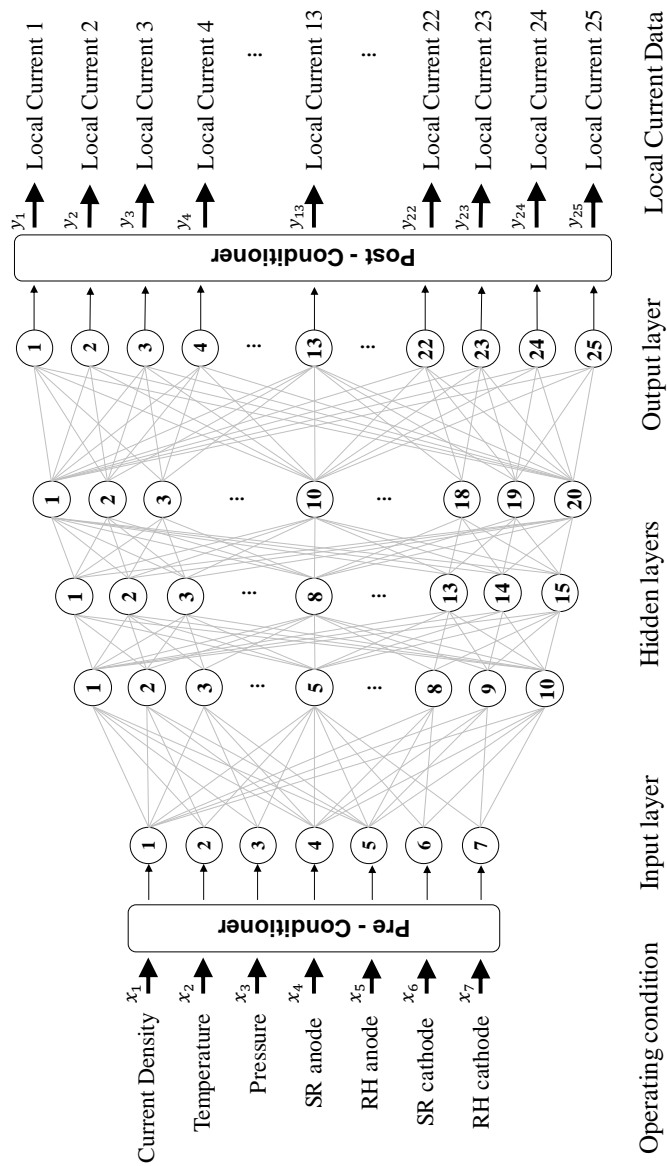 Current Density
Temperature
Pressure
SR anode
RH anode
SR cathode
RH cathode
x1
x2
x3
x4
x5
x6
x7
Pre - Conditioner
1
2
3
4
5
6
7
1
2
3
...
5
...
8
9
10
1
2
3
...
8
...
13
14
15
1
2
3
...
10
...
18
19
20
1
2
3
4
...
13
...
22
23
24
25
Post - Conditioner
y1
y2
y3
y4
y13
y22
y23
y24
y25
Local Current 1
Local Current 2
Local Current 3
Local Current 4
...
Local Current 13
...
Local Current 22
Local Current 23
Local Current 24
Local Current 25
Operating condition
Input layer
Hidden layers
Output layer
Local Current Data